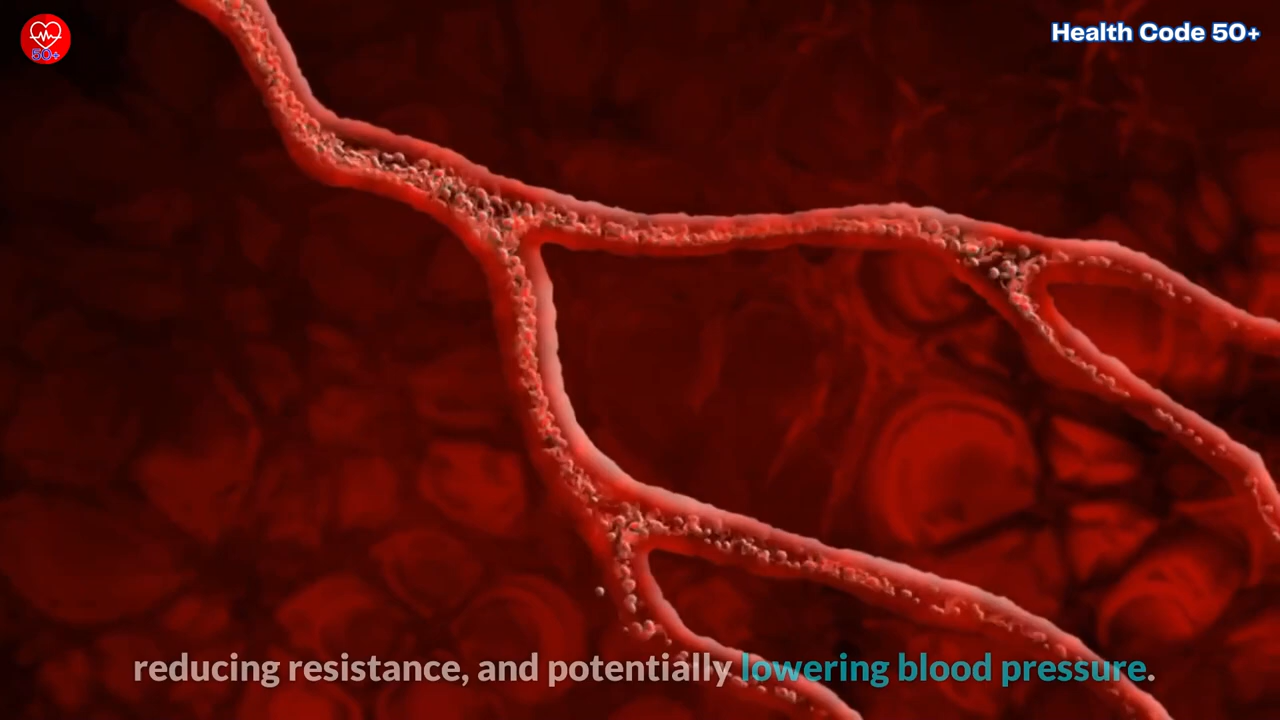 50+
Health Code 50+
reducing resistance, and potentially lowering blood pressure.